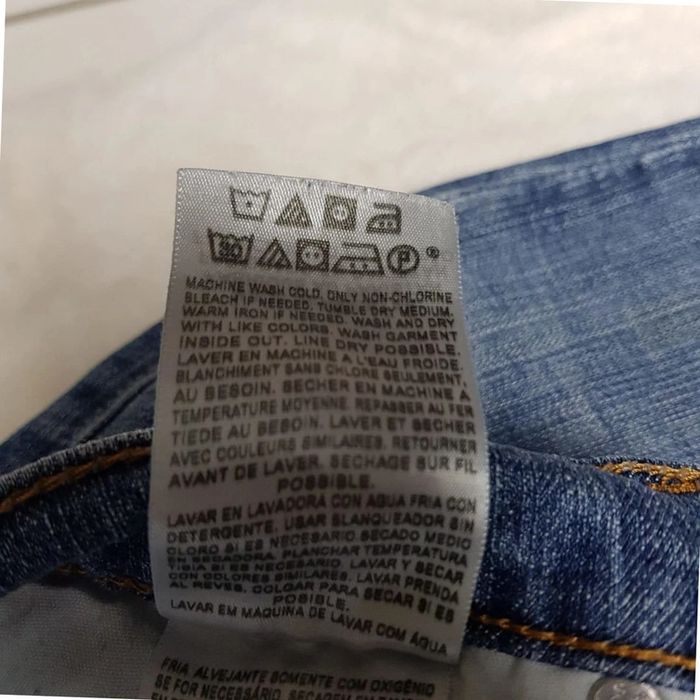 MACHINE WASH COLD. ONLY NON-CHLORINE
BLEACH IF NEEDED. TUMBLE DRY MEDIUM.
WARM IRON IF NEEDED. WASH AND DRY
WITH LIKE COLORS. WASH GARMENT
INSIDE OUT. LINE DRY POSSIBLE.
LAVER EN MACHINE A L'EAU FROIDE.
BLANCHIMENT SANS CHLORE SEULEMENT,
AU BESOIN. SECHER EN MACHINE A
TEMPERATURE MOYENNE. REPASSER AU FER
TIEDE AU BESOIN. LAVER ET SECHER
AVEC COULEURS SIMILAIRES. RETOURNER
AVANT DE LAVER. SECHAGE SUR FIL
POSSIBLE.
LAVAR EN LAVADORA CON AGUA FRIA CON
DETERGENTE, USAR BLANQUEADOR SIN
CLORO SI ES NECESARIO.SECADO MEDIO
EN SECADORA. PLANCHAR TEMPERATURA
TIBIA SI ES NECESARIO. LAVAR Y SECAR
CON COLORES SIMILARES. LAVAR PRENDA
AL REVES. COLGAR PARA SECAR SI ES
POSIBLE.
LAVAR EM MAQUINA DE LAVAR COM AGUA
FRIA ALVEJANTE SOMENTE COM OXIGENIO
SE FOR NECESSARIO. SECAGEM EM